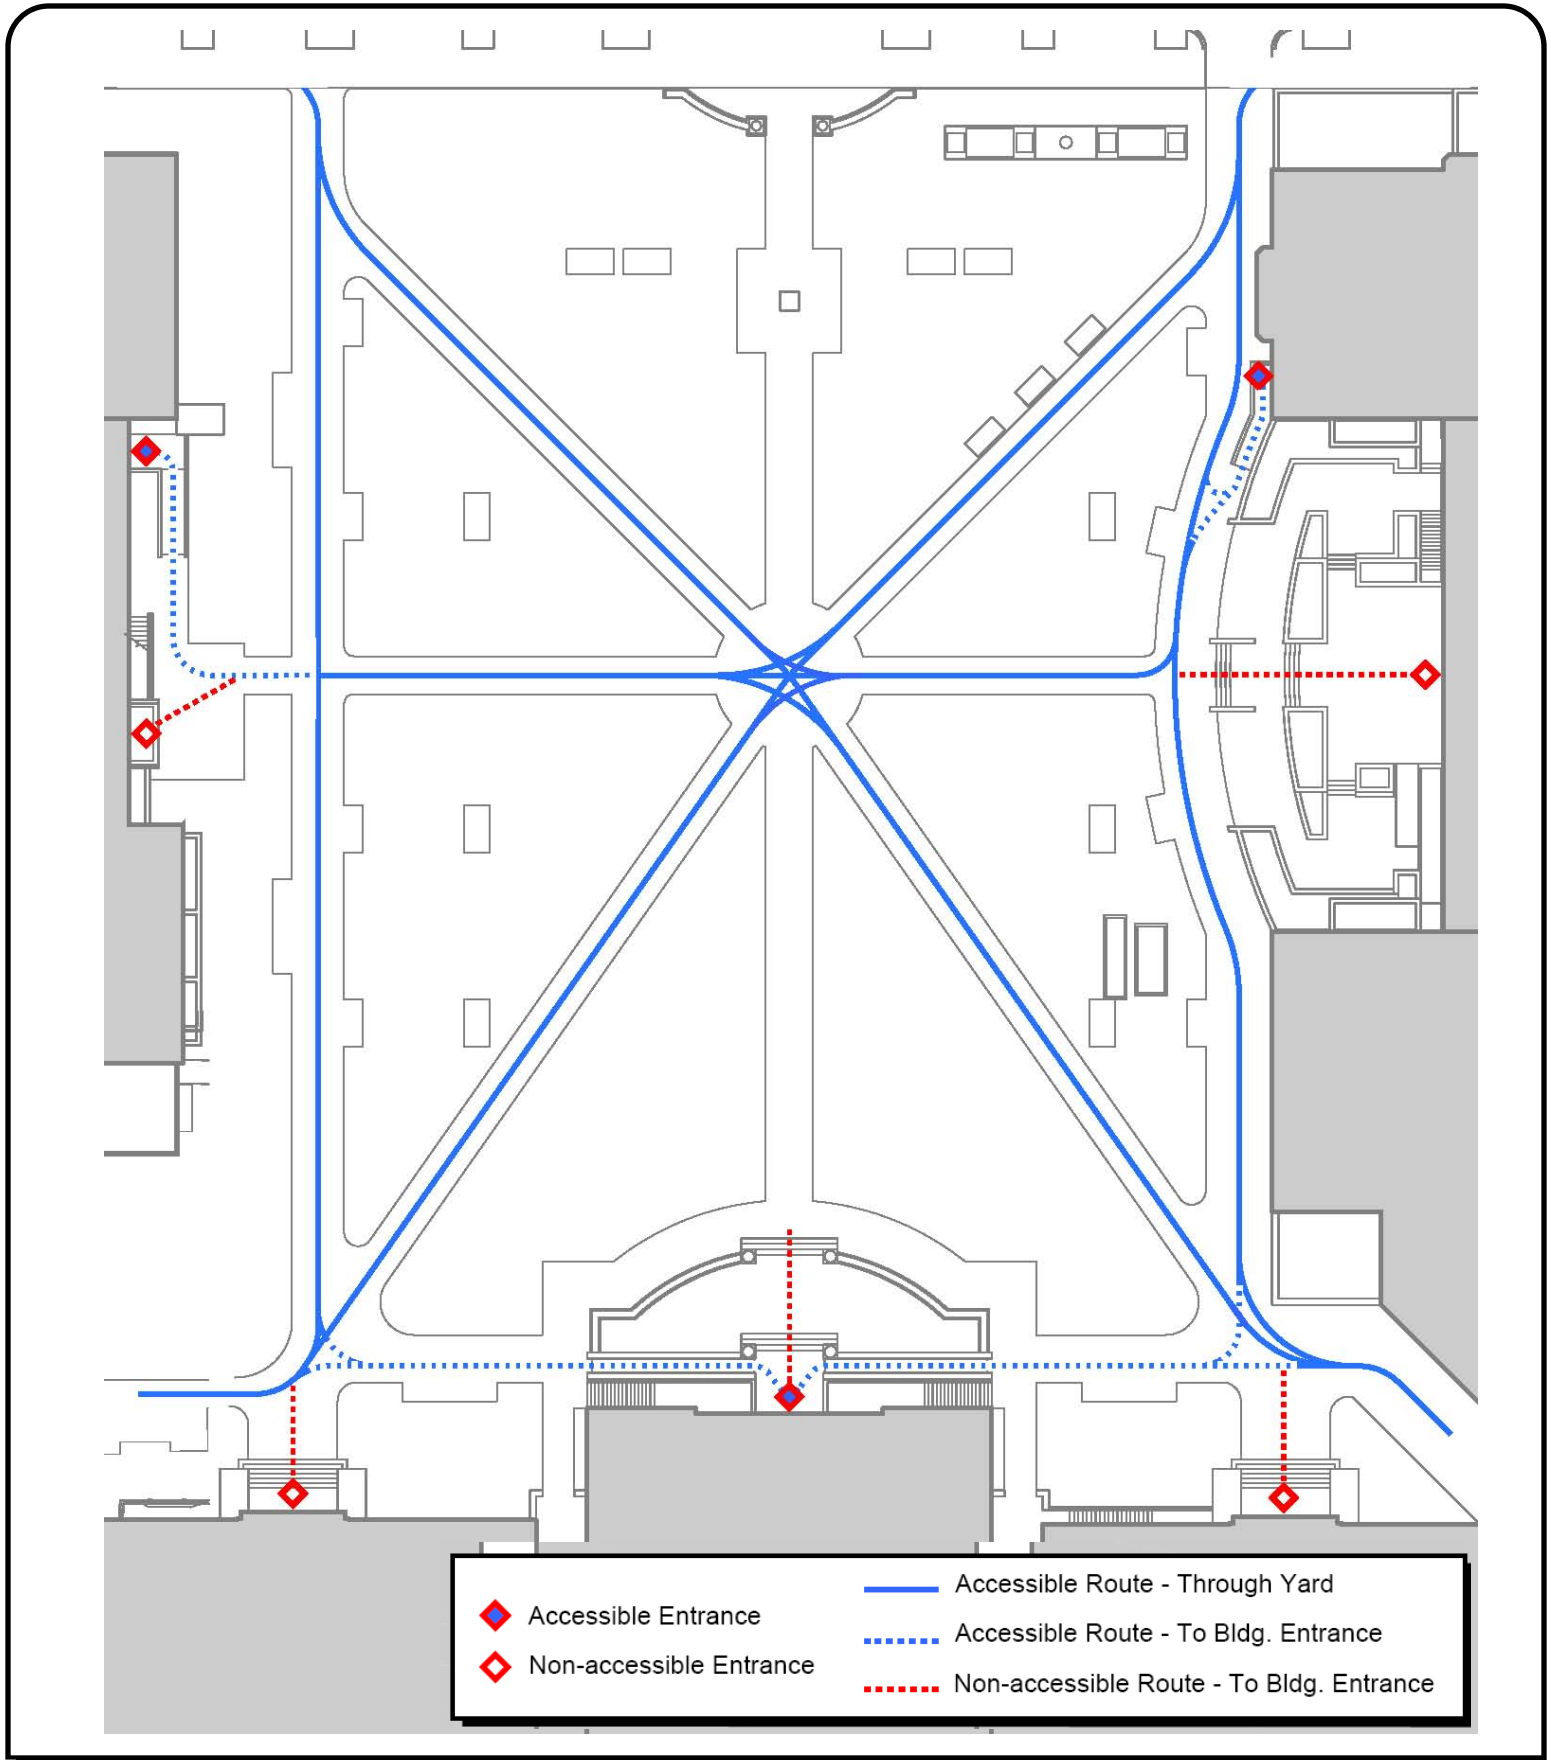 Accessible Entrance
Non-accessible Entrance
Accessible Route - Through Yard
Accessible Route - To Bldg. Entrance
Non-accessible Route - To Bldg. Entrance